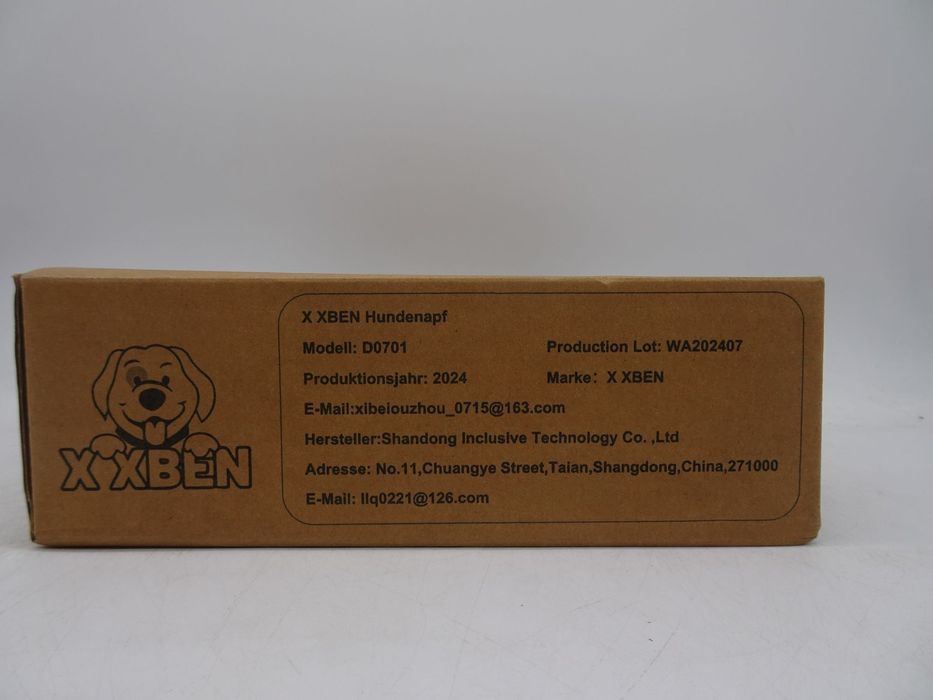 X XBEN
X XBEN Hundenapf
Modell: D0701 Production Lot: WA202407
Produktionsjahr: 2024 Marke: X XBEN
E-Mail:xibeiouzhou_0715@163.com
Hersteller:Shandong Inclusive Technology Co. ,Ltd
Adresse: No.11,Chuangye Street,Taian,Shangdong,China,271000
E-Mail: llq0221@126.com